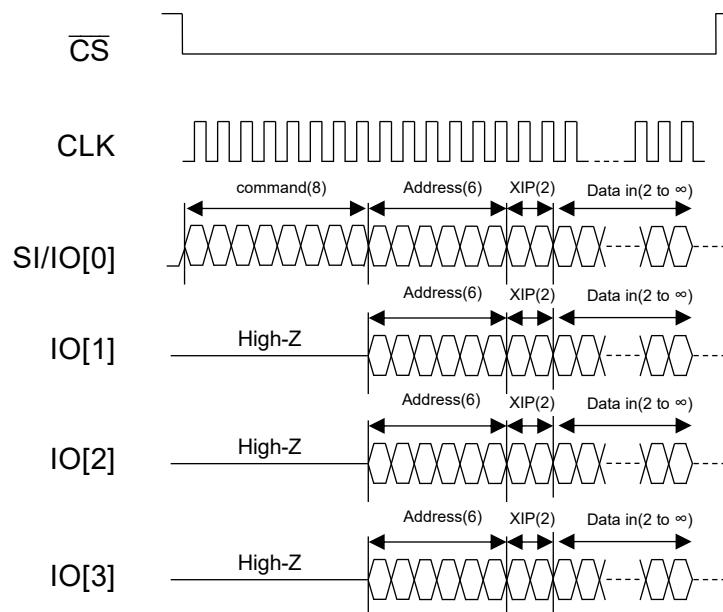 CS
CLK
command(8) Address(6) XIP(2) Data in(2 to ∞)
SI/IO[0]
Address(6) XIP(2) Data in(2 to ∞)
IO[1] High-Z
Address(6) XIP(2) Data in(2 to ∞)
IO[2] High-Z
Address(6) XIP(2) Data in(2 to ∞)
IO[3] High-Z